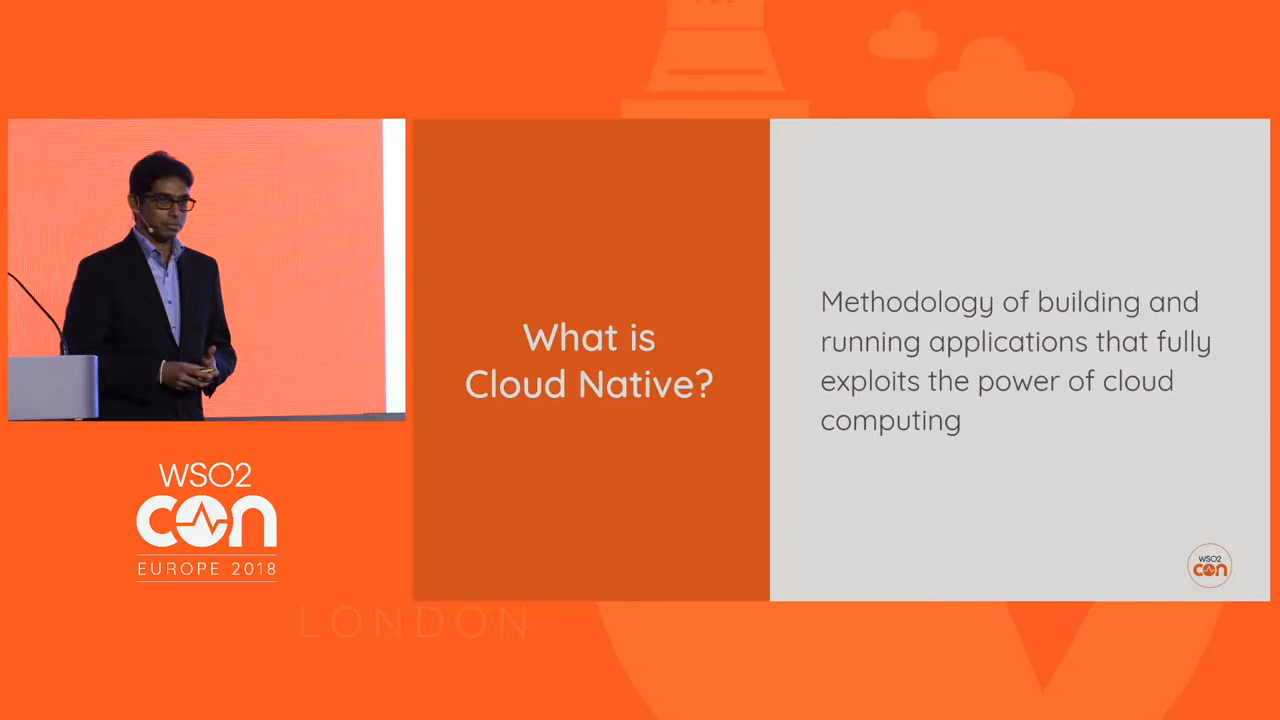 What is
Cloud Native?
Methodology of building and
running applications that fully
exploits the power of cloud
computing
WSO2
con
EUROPE 2018
WSO2
con
LONDON